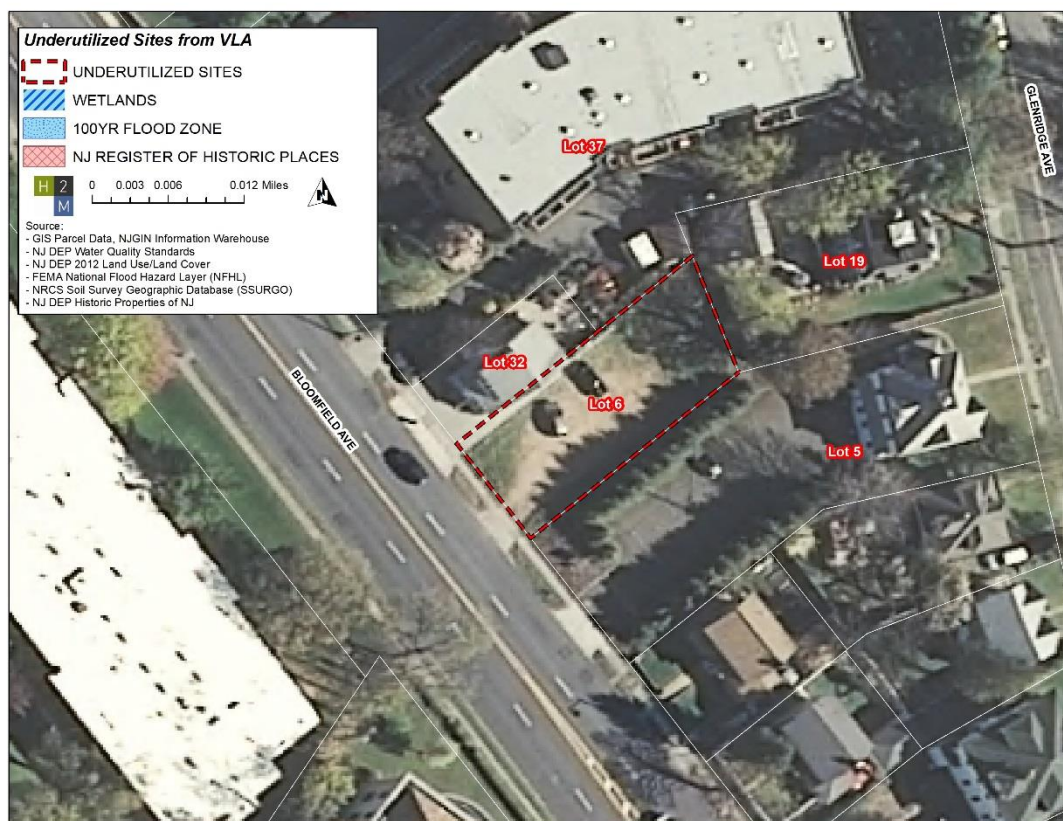 Underutilized Sites from VLA
UNDERUTILIZED SITES
WETLANDS
100YR FLOOD ZONE
NJ REGISTER OF HISTORIC PLACES
H 2
M
0 0.003 0.006 0.012 Miles
N
Source:
- GIS Parcel Data, NJGIN Information Warehouse
- NJ DEP Water Quality Standards
- NJ DEP 2012 Land Use/Land Cover
- FEMA National Flood Hazard Layer (NFHL)
- NRCS Soil Survey Geographic Database (SSURGO)
- NJ DEP Historic Properties of NJ
GLENRIDGE AVE
Lot 37
Lot 19
Lot 32
BLOOMFIELD AVE
Lot 6
Lot 5